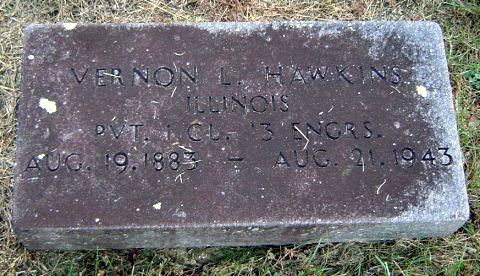 VERNON L. HAWKINS
ILLINOIS
PVT. 1 CL. 13 ENGRS.
AUG. 19. 1883 – AUG. 21. 1943